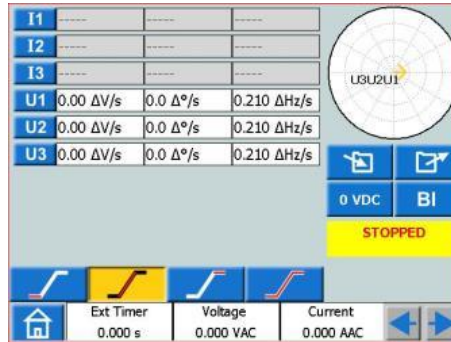 I1 ----- ----- -----
I2 ----- ----- -----
I3 ----- ----- -----
U1 0.00 ΔV/s 0.0 Δ°/s 0.210 ΔHz/s
U2 0.00 ΔV/s 0.0 Δ°/s 0.210 ΔHz/s
U3 0.00 ΔV/s 0.0 Δ°/s 0.210 ΔHz/s
U3U2U1
0 VDC BI
STOPPED
Ext Timer Voltage Current
0.000 s 0.000 VAC 0.000 AAC